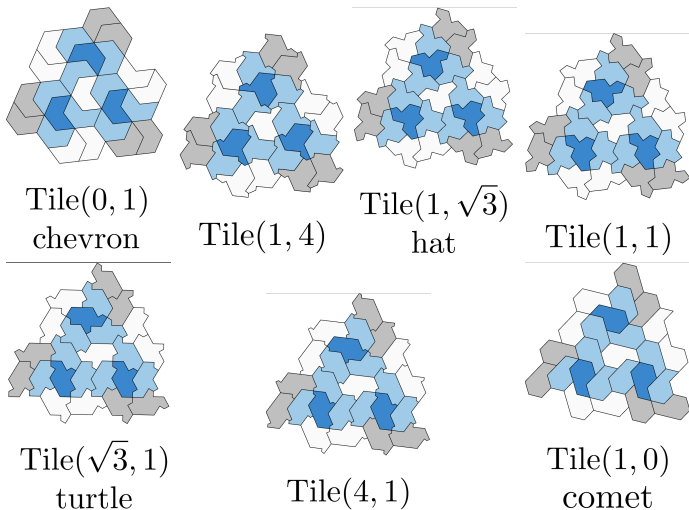 Tile(0, 1)
chevron
Tile(1, 4)
Tile(1, √3)
hat
Tile(1, 1)
Tile(√3, 1)
turtle
Tile(4, 1)
Tile(1, 0)
comet